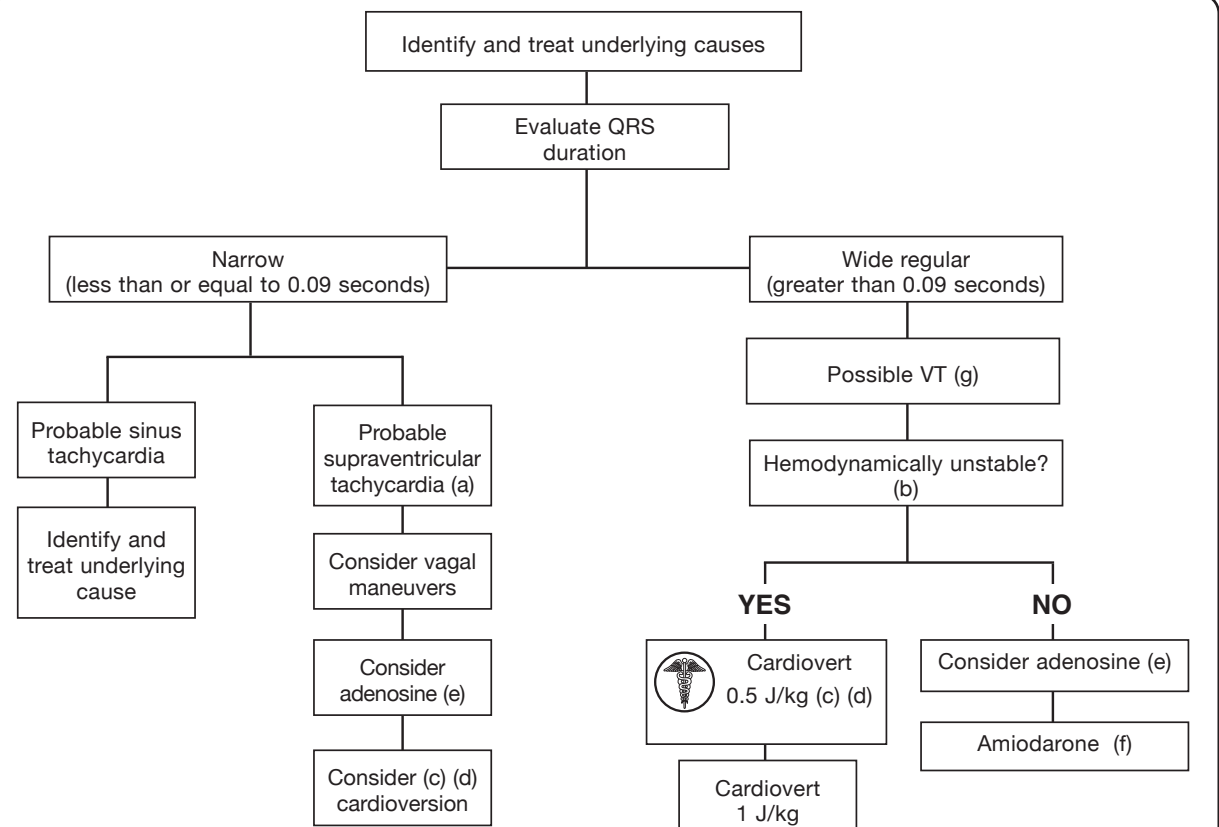 Identify and treat underlying causes
Evaluate QRS
duration
Narrow
(less than or equal to 0.09 seconds)
Wide regular
(greater than 0.09 seconds)
Probable sinus
tachycardia
Identify and
treat underlying
cause
Probable
supraventricular
tachycardia (a)
Consider vagal
maneuvers
Consider
adenosine (e)
Consider (c) (d)
cardioversion
Possible VT (g)
Hemodynamically unstable?
(b)
YES
Cardiovert
0.5 J/kg (c) (d)
Cardiovert
1 J/kg
NO
Consider adenosine (e)
Amiodarone (f)